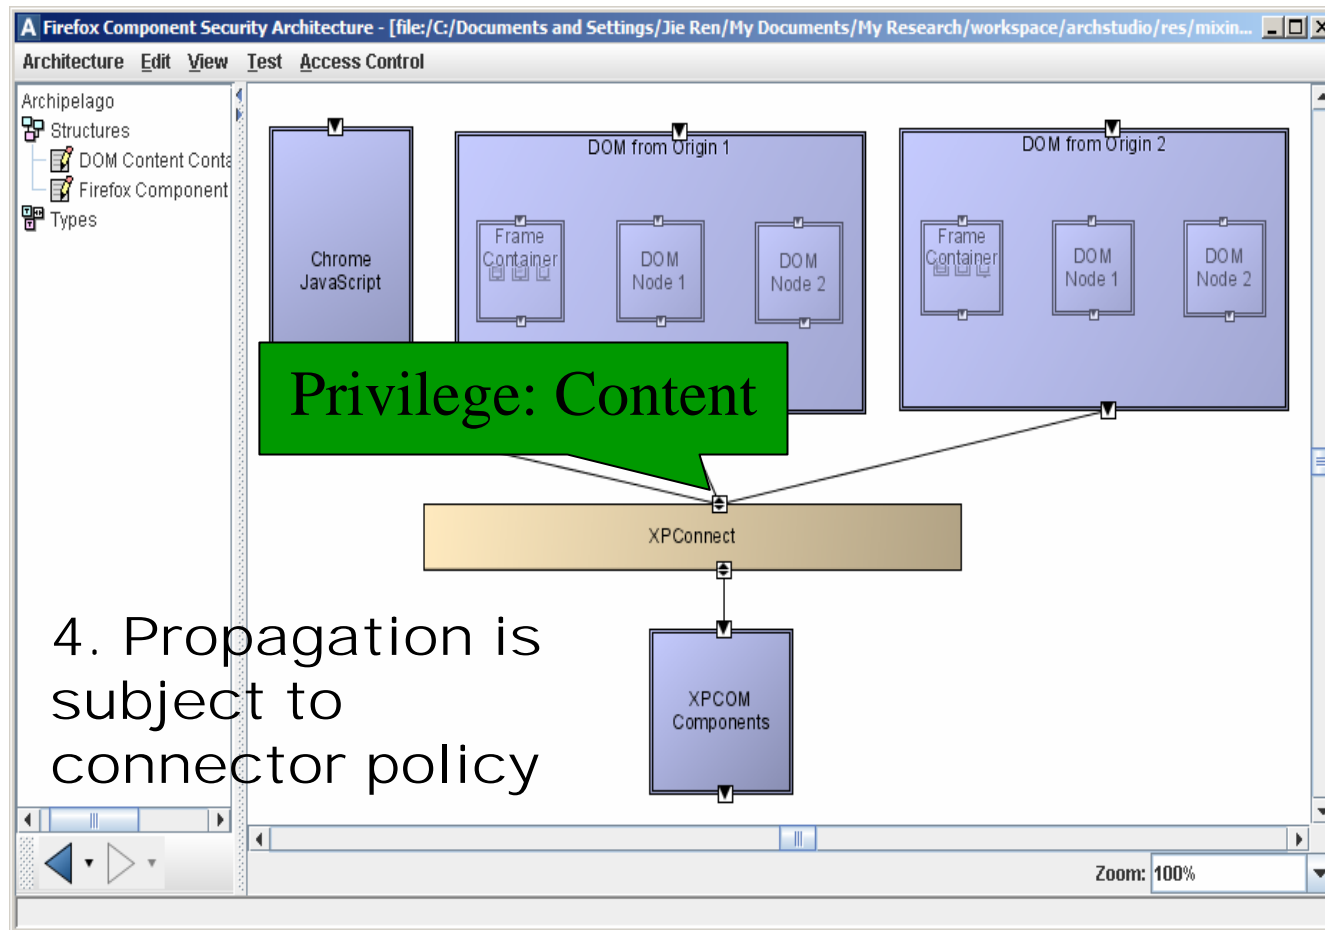 A Firefox Component Security Architecture - [file:/C:/Documents and Settings/Jie Ren/My Documents/My Research/workspace/archstudio/res/mixin...
Architecture Edit View Test Access Control
Archipelago
Structures
DOM Content Conta
Firefox Component
Types
DOM from Origin 1
DOM from Origin 2
Frame
Container
DOM
Node 1
DOM
Node 2
Frame
Container
DOM
Node 1
DOM
Node 2
Chrome
JavaScript
Privilege: Content
XPConnect
4. Propagation is
subject to
connector policy
XPCOM
Components
Zoom: 100%